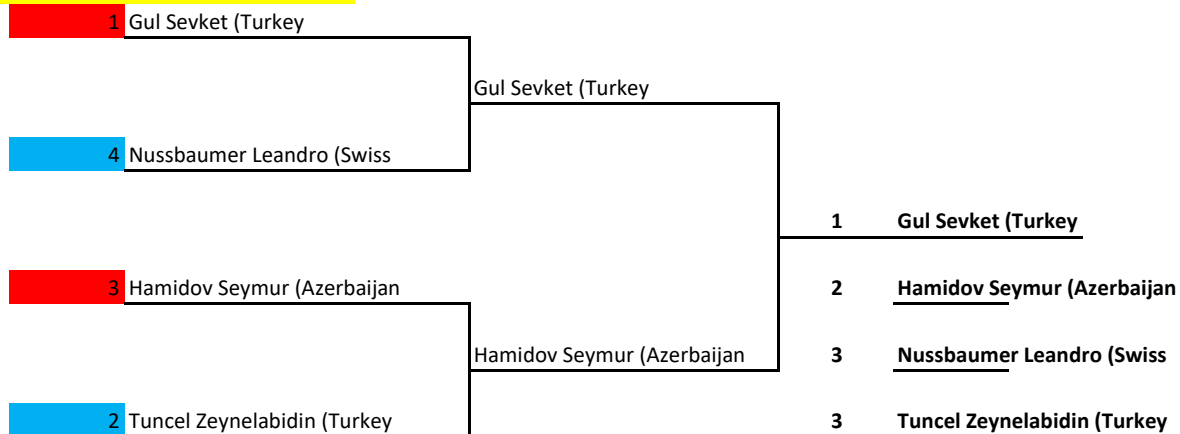 1 Gul Sevket (Turkey
Gul Sevket (Turkey
4 Nussbaumer Leandro (Swiss
1 Gul Sevket (Turkey
3 Hamidov Seymur (Azerbaijan
2 Hamidov Seymur (Azerbaijan
Hamidov Seymur (Azerbaijan
3 Nussbaumer Leandro (Swiss
2 Tuncel Zeynelabidin (Turkey
3 Tuncel Zeynelabidin (Turkey